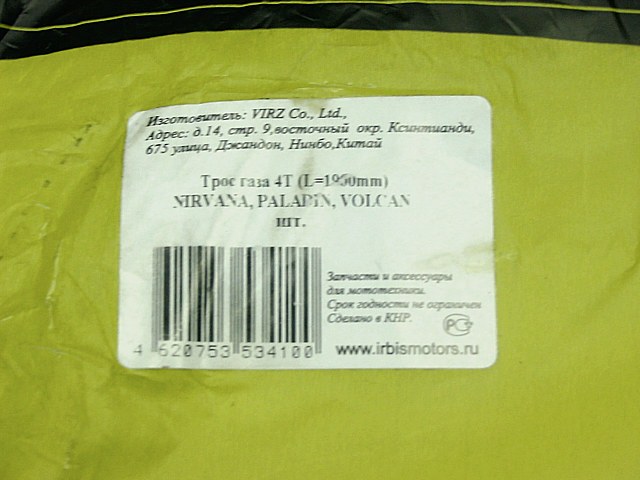 Изготовитель: VIRZ Co., Ltd.,
Адрес: д.14, стр. 9,восточный окр. Ксинтианди,
675 улица, Джандон, Нинбо,Китай
Трос газа 4Т (L=1950mm)
NIRVANA, PALADIN, VOLCAN
шт.
Запчасти и аксессуары
для мототехники.
Срок годности не ограничен
Сделано в КНР.
www.irbismotors.ru
4 620753 534100